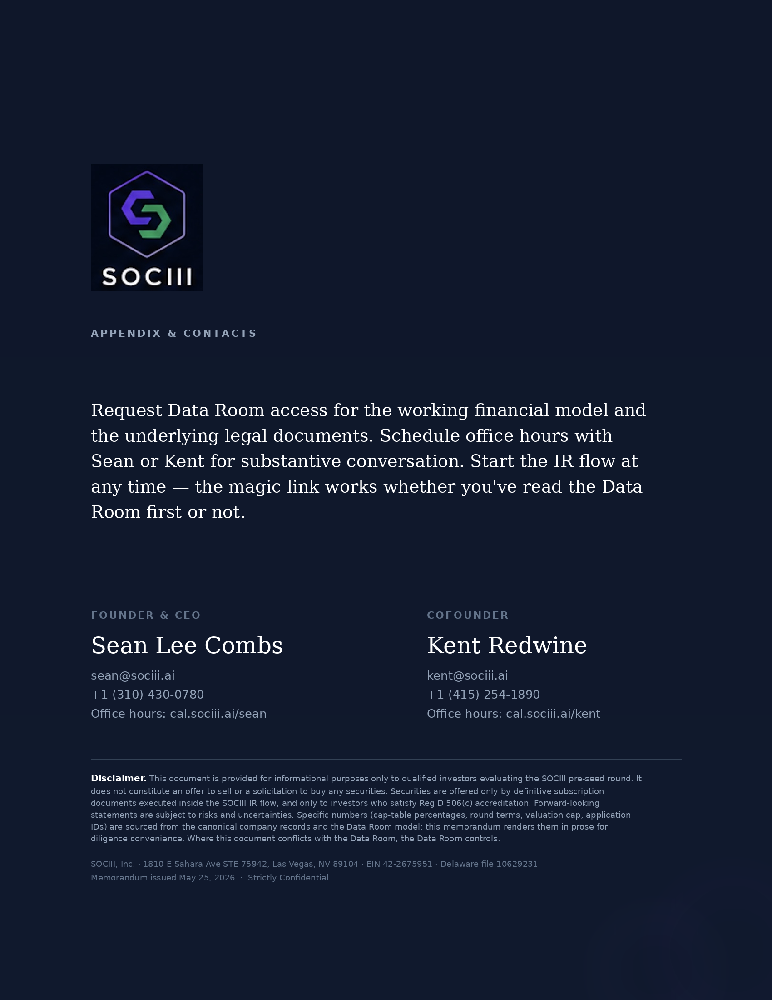 SOCIII
APPENDIX & CONTACTS
Request Data Room access for the working financial model and
the underlying legal documents. Schedule office hours with
Sean or Kent for substantive conversation. Start the IR flow at
any time — the magic link works whether you've read the Data
Room first or not.
FOUNDER & CEO
Sean Lee Combs
sean@sociii.ai
+1 (310) 430-0780
Office hours: cal.sociii.ai/sean
COFOUNDER
Kent Redwine
kent@sociii.ai
+1 (415) 254-1890
Office hours: cal.sociii.ai/kent
Disclaimer. This document is provided for informational purposes only to qualified investors evaluating the SOCIII pre-seed round. It
does not constitute an offer to sell or a solicitation to buy any securities. Securities are offered only by definitive subscription
documents executed inside the SOCIII IR flow, and only to investors who satisfy Reg D 506(c) accreditation. Forward-looking
statements are subject to risks and uncertainties. Specific numbers (cap-table percentages, round terms, valuation cap, application
IDs) are sourced from the canonical company records and the Data Room model; this memorandum renders them in prose for
diligence convenience. Where this document conflicts with the Data Room, the Data Room controls.
SOCIII, Inc. · 1810 E Sahara Ave STE 75942, Las Vegas, NV 89104 · EIN 42-2675951 · Delaware file 10629231
Memorandum issued May 25, 2026 · Strictly Confidential